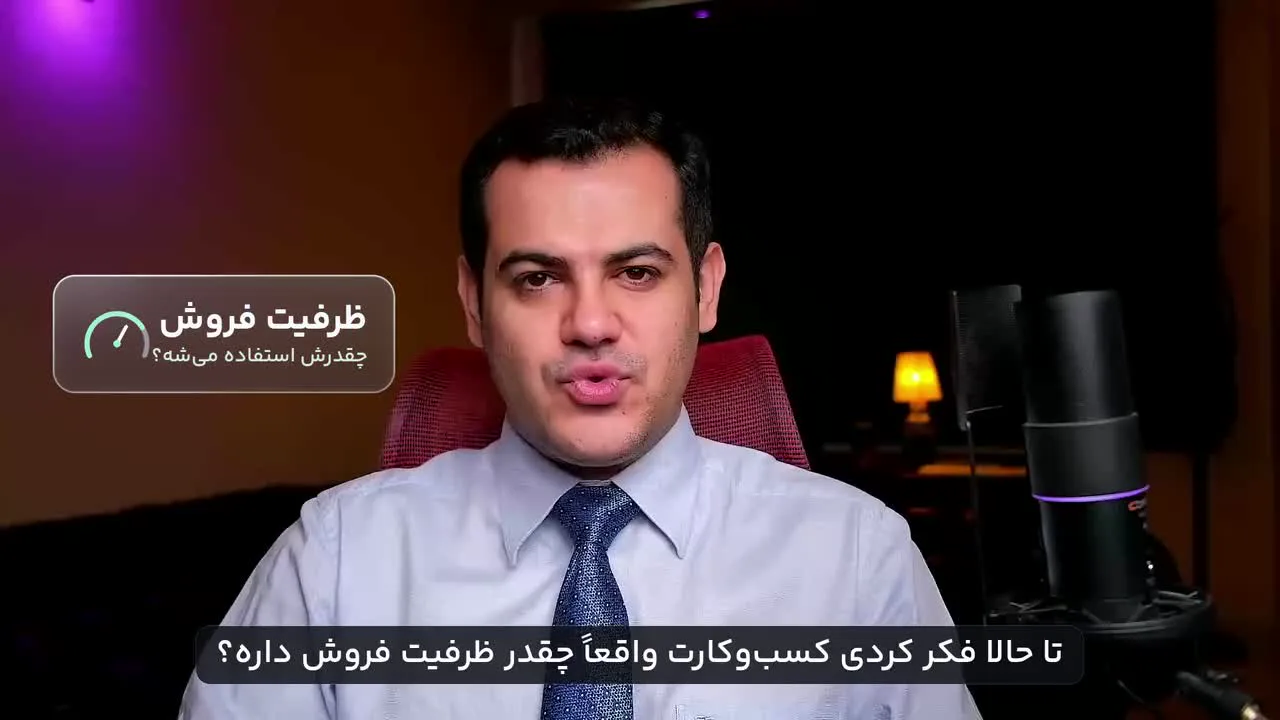 ظرفیت فروش
چقدرش استفاده می‌شه؟
تا حالا فکر کردی کسب‌وکارت واقعاً چقدر ظرفیت فروش داره؟